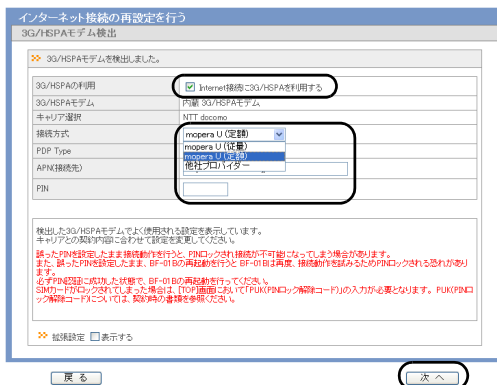 インターネット接続の再設定を行う
3G/HSPAモデム検出
3G/HSPAモデムを検出しました。
3G/HSPAの利用
Internet接続に3G/HSPAを利用する
3G/HSPAモデム
内蔵 3G/HSPAモデム
キャリア選択
NTT docomo
接続方式
mopera U (定額)
mopera U (従量)
mopera U (定額)
他社プロバイダー
PDP Type
APN(接続先)
PIN
検出した3G/HSPAモデムでよく使用される設定を表示しています。
キャリアとの契約内容に合わせて設定を変更してください。
誤ったPINを設定したまま接続動作を行うと、PINロックされ接続が不可能になってしまう場合があります。
また、誤ったPINを設定したまま、BF-01Bの再起動を行うと BF-01Bは再度、接続動作を試みるためPINロックされる恐れがあり
ます。
必ずPIN認証に成功した状態で、BF-01Bの再起動を行ってください。
SIMカードがロックされてしまった場合は、[TOP]画面において「PUK(PINロック解除コード)」の入力が必要となります。 PUK(PINロ
ック解除コード)については、契約時の書類を参照ください。
拡張設定 表示する
戻る
次へ